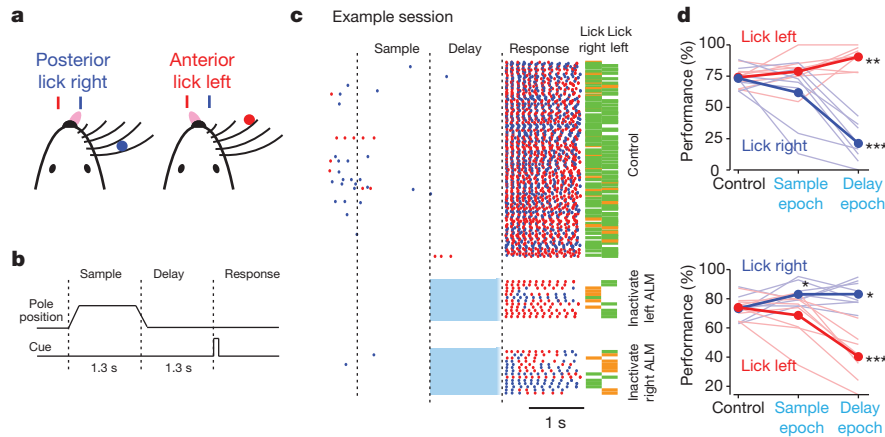 a
Posterior
lick right
Anterior
lick left
b
Sample
Delay
Response
Pole
position
Cue
1.3 s
1.3 s
c
Example session
Sample
Delay
Response
Lick
right
Lick
left
Control
Inactivate
left ALM
Inactivate
right ALM
1 s
d
Lick left
100
75
50
25
0
Performance (%)
**
***
Lick right
Control
Sample
epoch
Delay
epoch
100
80
60
40
20
Performance (%)
Lick right
*
*
Lick left
***
Control
Sample
epoch
Delay
epoch